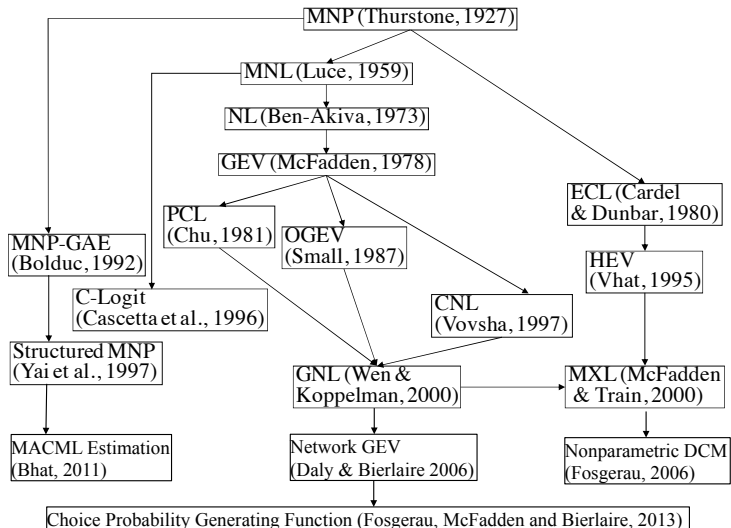 MNP (Thurstone, 1927)
MNL (Luce, 1959)
NL (Ben-Akiva, 1973)
GEV (McFadden, 1978)
ECL (Cardel
& Dunbar, 1980)
PCL
(Chu, 1981)
OGEV
(Small, 1987)
MNP-GAE
(Bolduc, 1992)
HEV
(Vhat, 1995)
C-Logit
(Cascetta et al., 1996)
CNL
(Vovsha, 1997)
Structured MNP
(Yai et al., 1997)
GNL (Wen &
Koppelman, 2000)
MXL (McFadden
& Train, 2000)
MACML Estimation
(Bhat, 2011)
Network GEV
(Daly & Bierlaire 2006)
Nonparametric DCM
(Fosgerau, 2006)
Choice Probability Generating Function (Fosgerau, McFadden and Bierlaire, 2013)